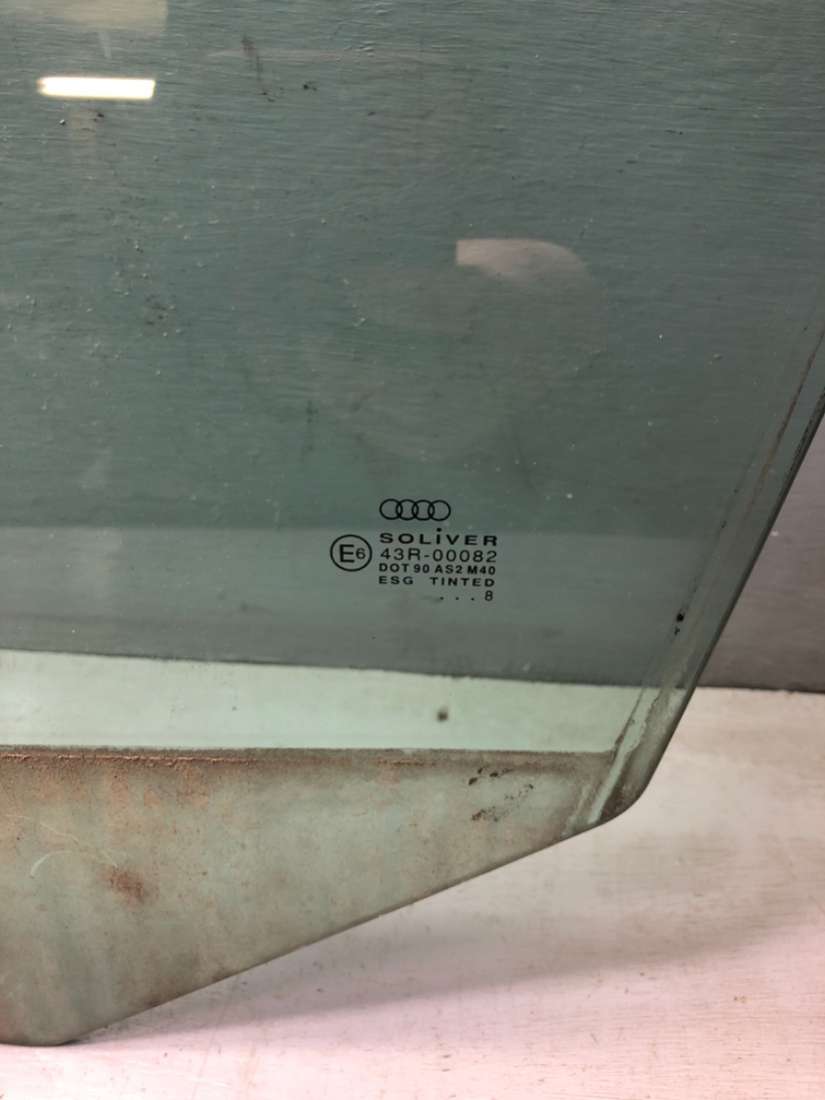 SOLiVER
E6 43R-00082
DOT 90 AS2 M40
ESG TINTED
. . . 8